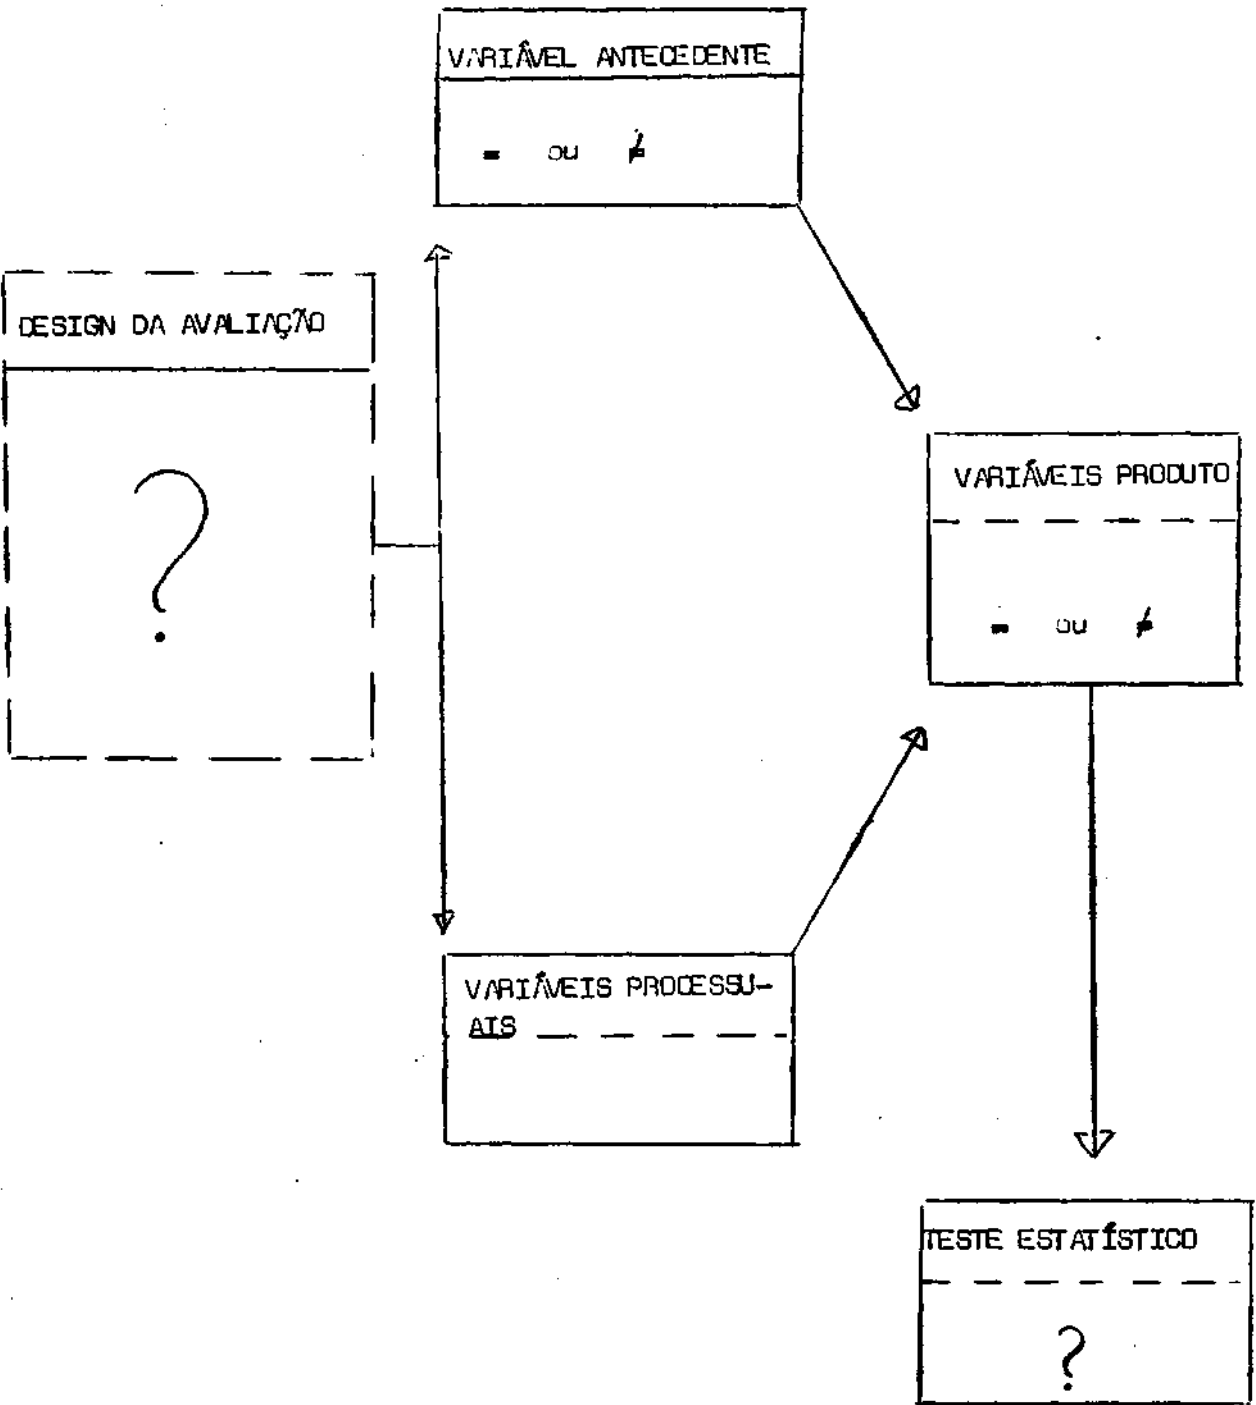 VARIÁVEL ANTECEDENTE
= ou ≠
DESIGN DA AVALIAÇÃO
?
VARIÁVEIS PRODUTO
= ou ≠
VARIÁVEIS PROCESSU-
AIS
TESTE ESTATÍSTICO
?